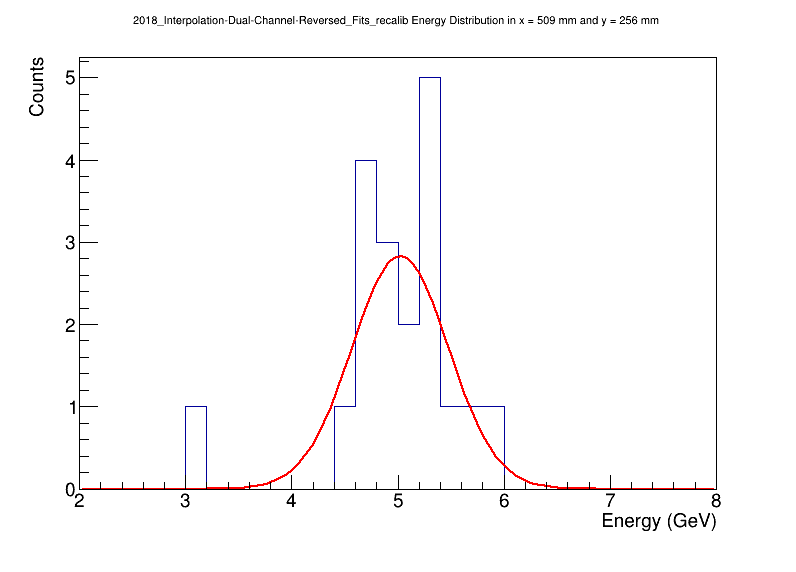 2018_Interpolation-Dual-Channel-Reversed_Fits_recalib Energy Distribution in x = 509 mm and y = 256 mm
Counts
5
4
3
2
1
0
2 3 4 5 6 7 8
Energy (GeV)